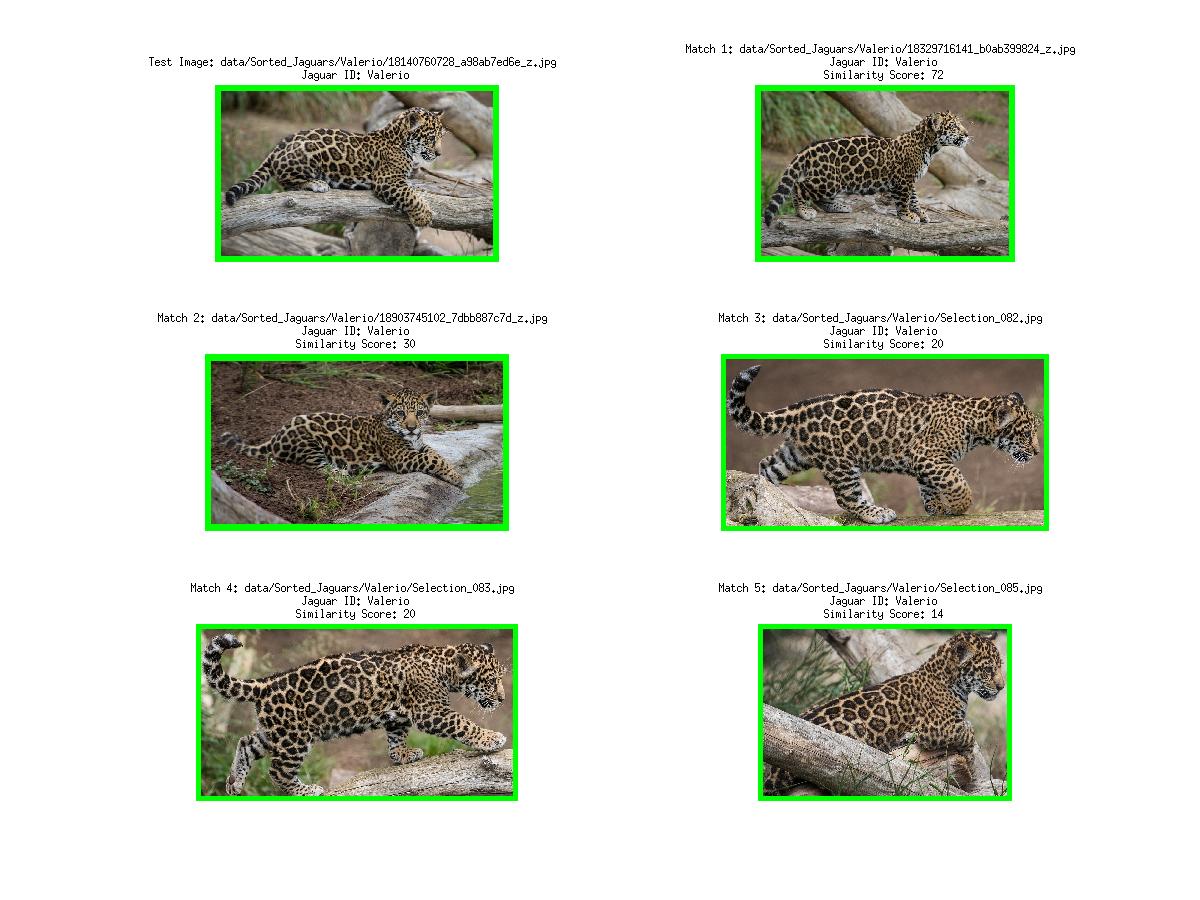 Test Image: data/Sorted_Jaguars/Valerio/18140760728_a98ab7ed6e_z.jpg
Jaguar ID: Valerio
Match 1: data/Sorted_Jaguars/Valerio/18329716141_b0ab399824_z.jpg
Jaguar ID: Valerio
Similarity Score: 72
Match 2: data/Sorted_Jaguars/Valerio/18903745102_7dbb887c7d_z.jpg
Jaguar ID: Valerio
Similarity Score: 30
Match 3: data/Sorted_Jaguars/Valerio/Selection_082.jpg
Jaguar ID: Valerio
Similarity Score: 20
Match 4: data/Sorted_Jaguars/Valerio/Selection_083.jpg
Jaguar ID: Valerio
Similarity Score: 20
Match 5: data/Sorted_Jaguars/Valerio/Selection_085.jpg
Jaguar ID: Valerio
Similarity Score: 14